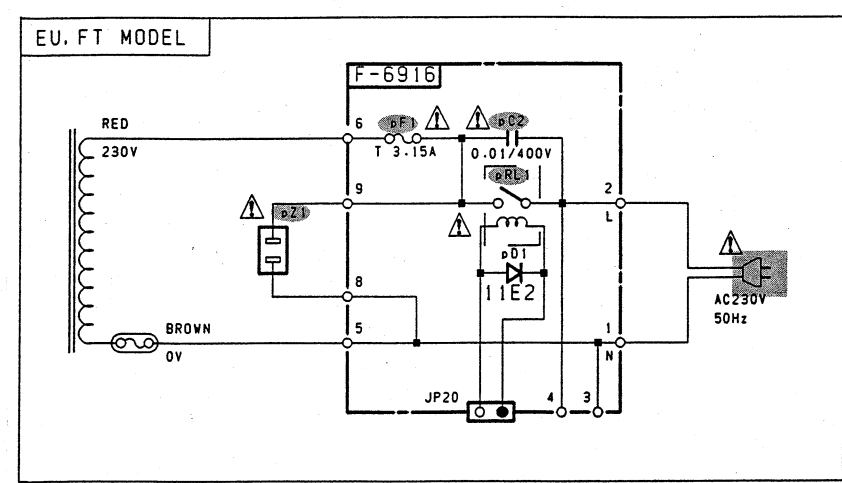 EU, FT MODEL
F-6916
RED
230V
6
pF1
T 3.15A
pC2
0.01/400V
9
pRL1
2
L
pZ1
pD1
11E2
8
AC230V
50Hz
BROWN
0V
5
1
N
JP20
4
3